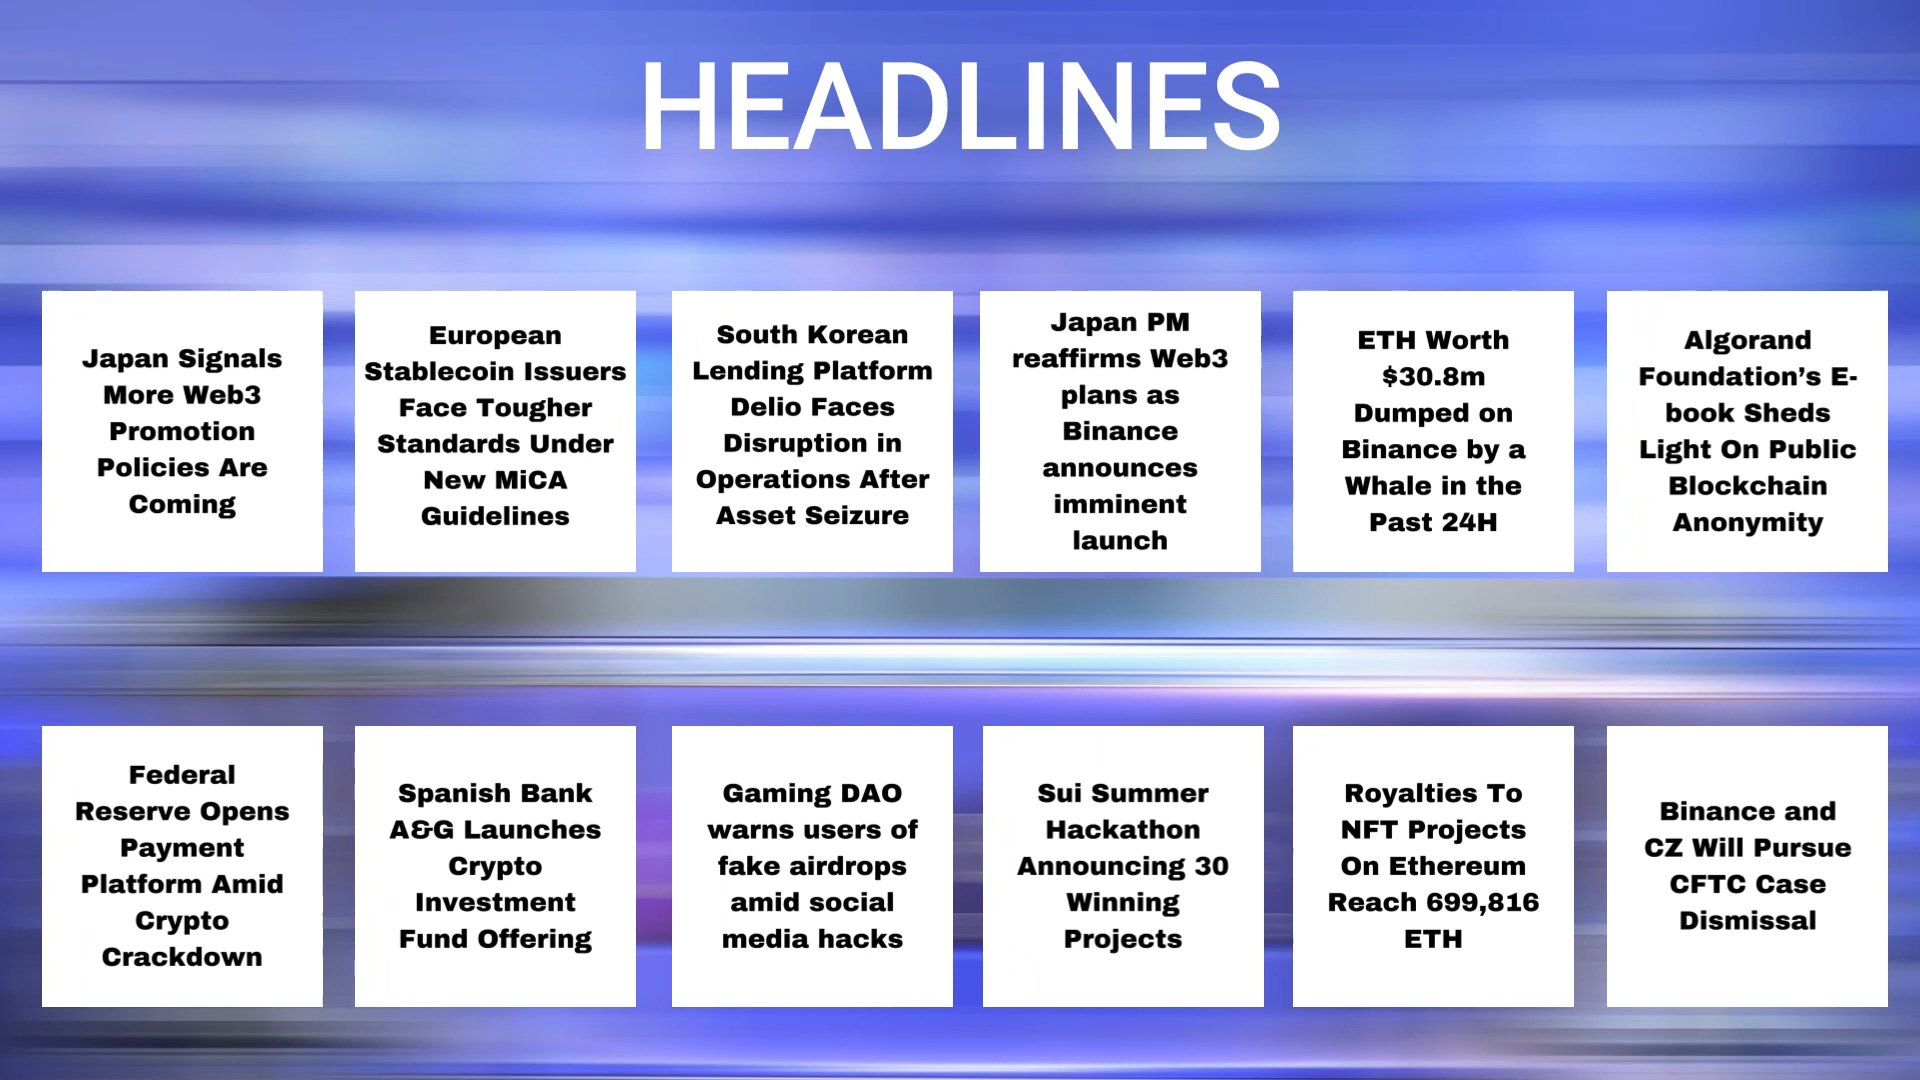 HEADLINES
Japan Signals
More Web3
Promotion
Policies Are
Coming
European
Stablecoin Issuers
Face Tougher
Standards Under
New MiCA
Guidelines
South Korean
Lending Platform
Delio Faces
Disruption in
Operations After
Asset Seizure
Japan PM
reaffirms Web3
plans as
Binance
announces
imminent
launch
ETH Worth
$30.8m
Dumped on
Binance by a
Whale in the
Past 24H
Algorand
Foundation’s E-
book Sheds
Light On Public
Blockchain
Anonymity
Federal
Reserve Opens
Payment
Platform Amid
Crypto
Crackdown
Spanish Bank
A&G Launches
Crypto
Investment
Fund Offering
Gaming DAO
warns users of
fake airdrops
amid social
media hacks
Sui Summer
Hackathon
Announcing 30
Winning
Projects
Royalties To
NFT Projects
On Ethereum
Reach 699,816
ETH
Binance and
CZ Will Pursue
CFTC Case
Dismissal